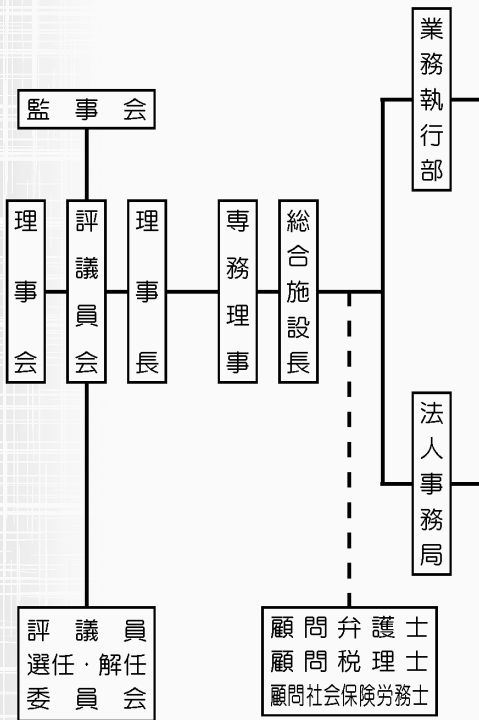 監事会
理事会
評議員会
理事長
専務理事
総合施設長
業務執行部
法人事務局
評議員
選任・解任
委員会
顧問弁護士
顧問税理士
顧問社会保険労務士